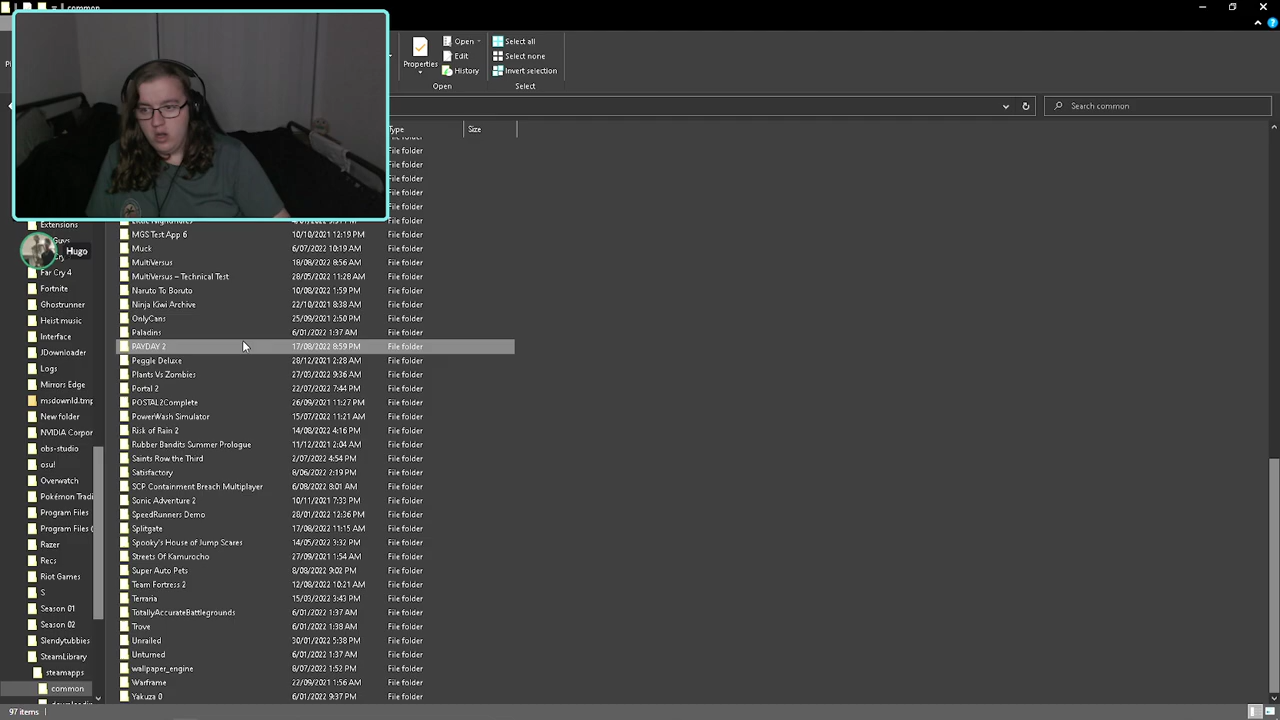 common
Open
Edit
History
Properties
Open
Select all
Select none
Invert selection
Select
Search common
Type
Size
File folder
File folder
File folder
File folder
File folder
Extensions
Hugo
Far Cry 4
Fortnite
Ghostrunner
Heist music
Interface
JDownloader
Logs
Mirrors Edge
msdownld.tmp
New folder
NVIDIA Corpor
obs-studio
osu!
Overwatch
Pokémon Tradi
Program Files
Program Files (
Razer
Recs
Riot Games
S
Season 01
Season 02
Slendytubbies
SteamLibrary
steamapps
common
MGS Test App 6 10/10/2021 12:19 PM File folder
Muck 6/07/2022 10:19 AM File folder
MultiVersus 18/08/2022 8:56 AM File folder
MultiVersus – Technical Test 28/05/2022 11:28 AM File folder
Naruto To Boruto 10/08/2022 1:59 PM File folder
Ninja Kiwi Archive 22/10/2021 8:38 AM File folder
OnlyCans 25/09/2021 2:50 PM File folder
Paladins 6/01/2022 1:37 AM File folder
PAYDAY 2 17/08/2022 8:59 PM File folder
Peggle Deluxe 28/12/2021 2:28 AM File folder
Plants Vs Zombies 27/03/2022 9:36 AM File folder
Portal 2 22/07/2022 7:44 PM File folder
POSTAL2Complete 26/09/2021 11:27 PM File folder
PowerWash Simulator 15/07/2022 11:21 AM File folder
Risk of Rain 2 14/08/2022 4:16 PM File folder
Rubber Bandits Summer Prologue 11/12/2021 2:04 AM File folder
Saints Row the Third 2/07/2022 4:54 PM File folder
Satisfactory 8/06/2022 2:19 PM File folder
SCP Containment Breach Multiplayer 6/08/2022 8:01 AM File folder
Sonic Adventure 2 10/11/2021 7:33 PM File folder
SpeedRunners Demo 28/01/2022 12:36 PM File folder
Splitgate 17/08/2022 11:15 AM File folder
Spooky's House of Jump Scares 14/05/2022 3:32 PM File folder
Streets Of Kamurocho 27/09/2021 1:54 AM File folder
Super Auto Pets 8/08/2022 9:02 PM File folder
Team Fortress 2 12/08/2022 10:21 AM File folder
Terraria 15/03/2022 3:43 PM File folder
TotallyAccurateBattlegrounds 6/01/2022 1:37 AM File folder
Trove 6/01/2022 1:38 AM File folder
Unrailed 30/01/2022 5:38 PM File folder
Unturned 6/01/2022 1:37 AM File folder
wallpaper_engine 8/07/2022 1:52 PM File folder
Warframe 22/09/2021 1:56 AM File folder
Yakuza 0 6/01/2022 9:37 PM File folder
97 items